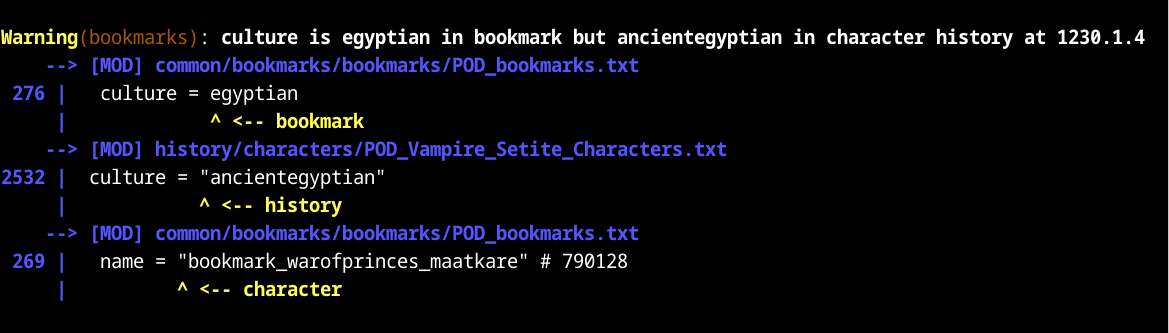 Warning(bookmarks): culture is egyptian in bookmark but ancientegyptian in character history at 1230.1.4
--> [MOD] common/bookmarks/bookmarks/POD_bookmarks.txt
276 | culture = egyptian
| ^ <-- bookmark
--> [MOD] history/characters/POD_Vampire_Setite_Characters.txt
2532 | culture = "ancientegyptian"
| ^ <-- history
--> [MOD] common/bookmarks/bookmarks/POD_bookmarks.txt
269 | name = "bookmark_warofprinces_maatkare" # 790128
| ^ <-- character